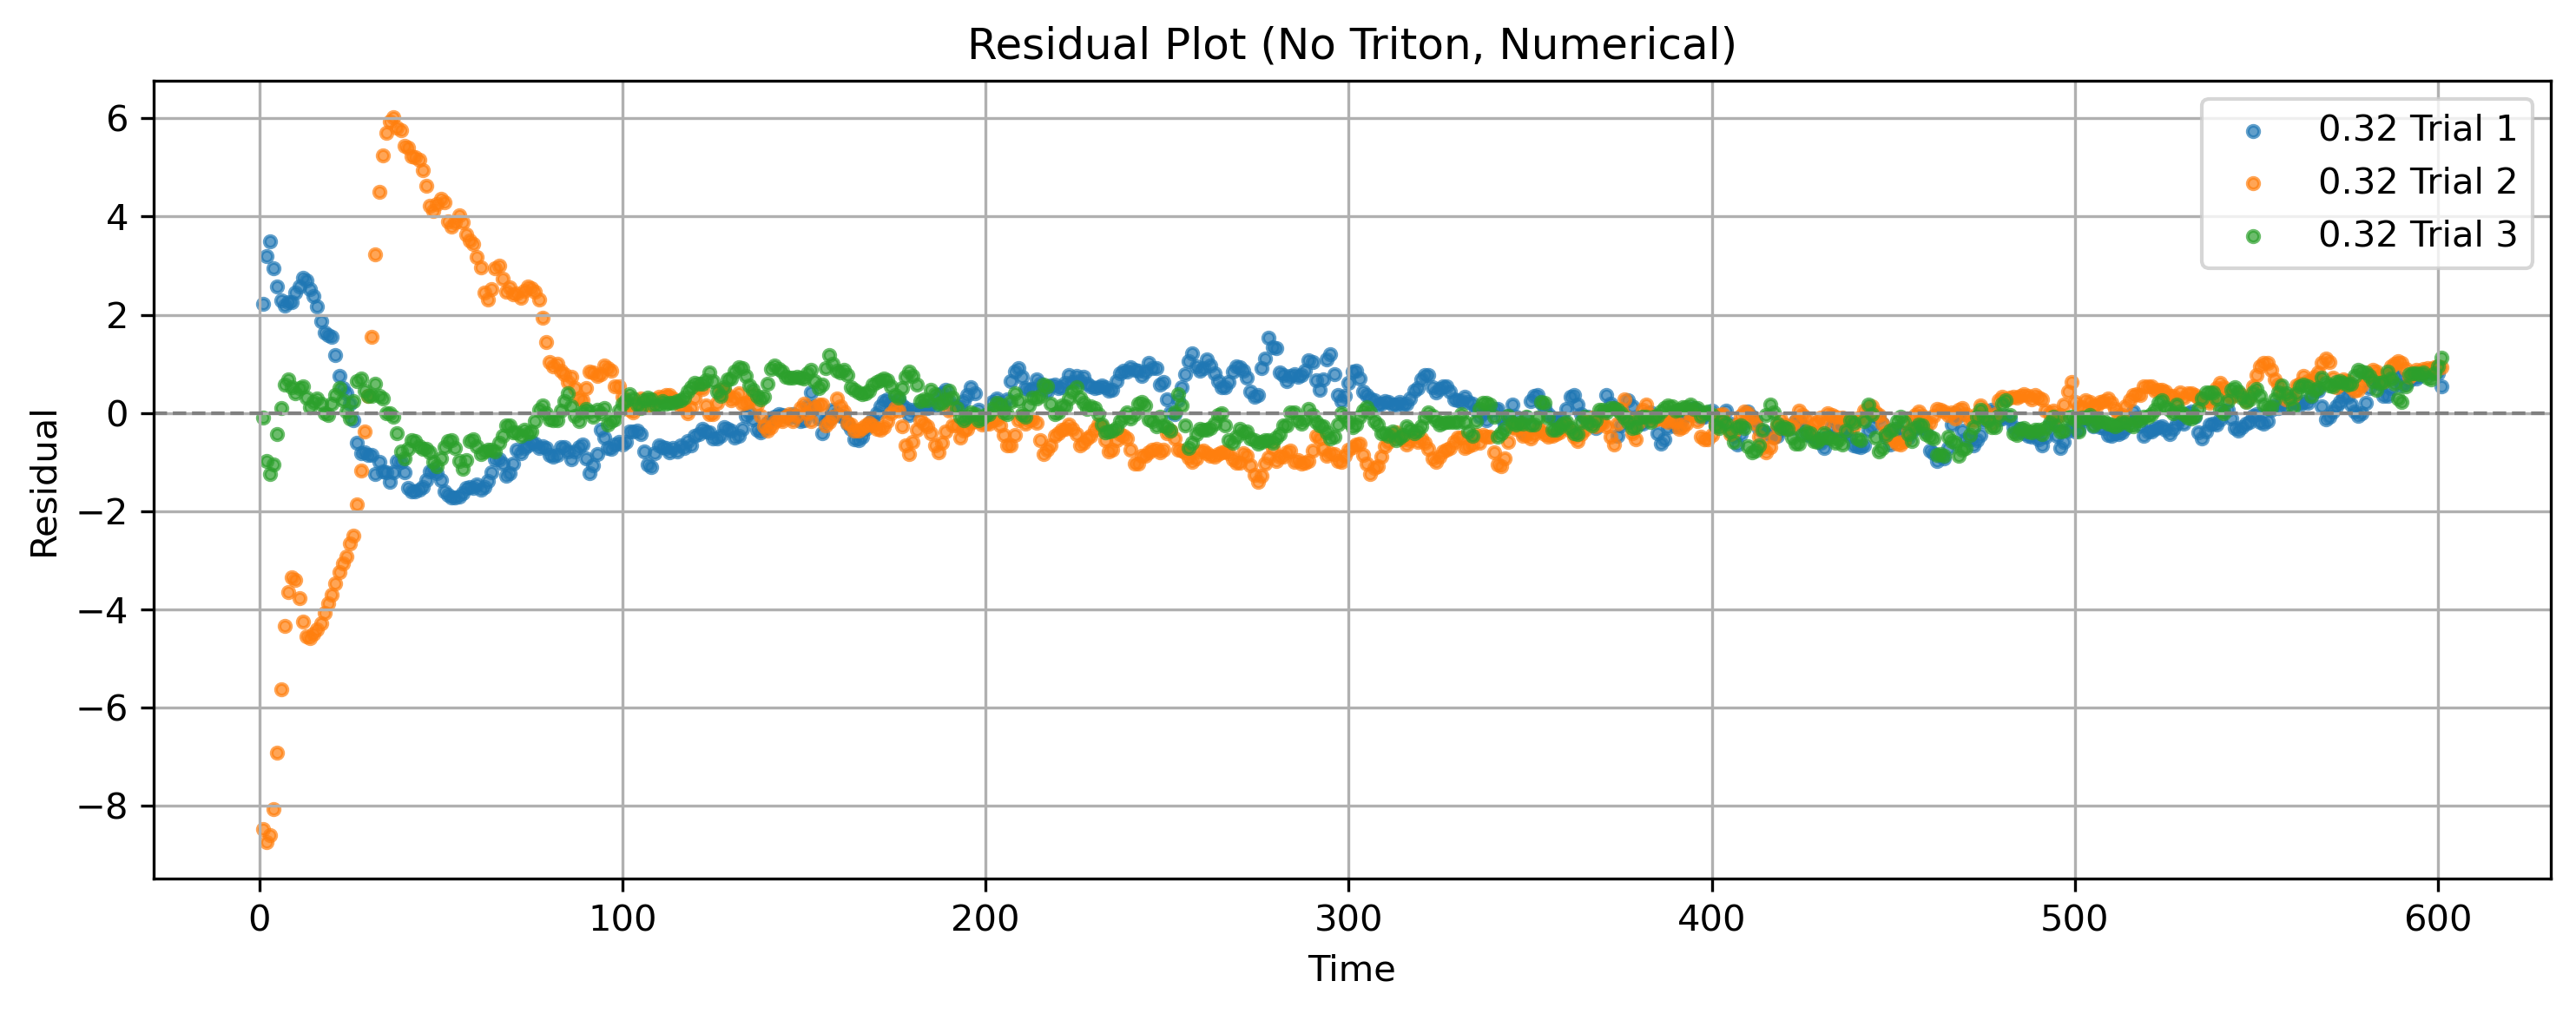 Residual Plot (No Triton, Numerical)
6
4
2
0
−2
−4
−6
−8
Residual
0.32 Trial 1
0.32 Trial 2
0.32 Trial 3
0 100 200 300 400 500 600
Time